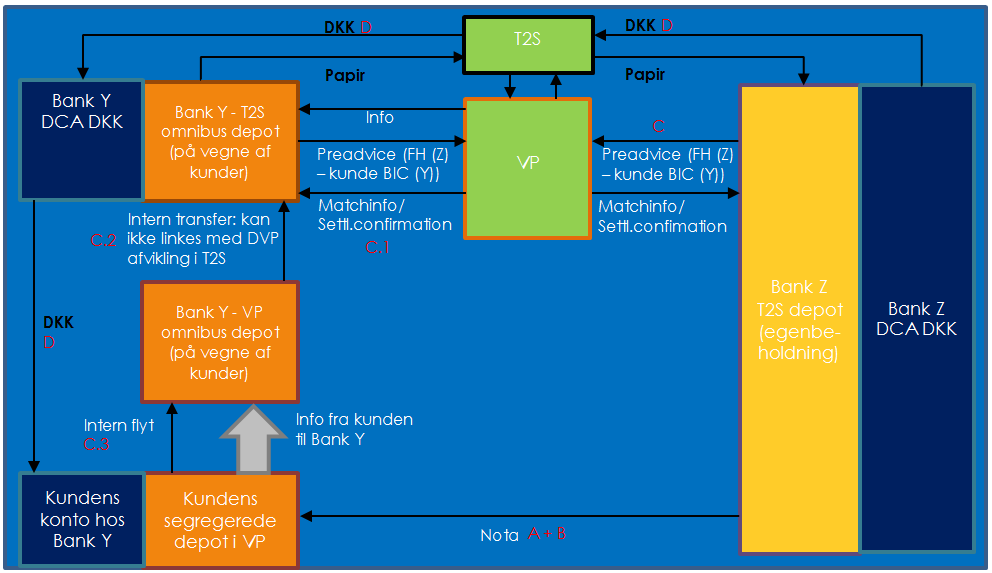 DKK D
T2S
DKK D
Papir
Papir
Bank Y
DCA DKK
Bank Y - T2S
omnibus depot
(på vegne af
kunder)
Info
Preadvice (FH (Z)
– kunde BIC (Y))
Matchinfo/
Settl.confirmation
C.1
VP
C
Preadvice (FH (Z)
– kunde BIC (Y))
Matchinfo/
Settl.confirmation
Intern transfer: kan
ikke linkes med DVP
afvikling i T2S
C.2
Bank Z
T2S depot
(egenbe-
holdning)
Bank Z
DCA DKK
Bank Y - VP
omnibus depot
(på vegne af
kunder)
DKK
D
Intern flyt
C.3
Info fra kunden
til Bank Y
Kundens
konto hos
Bank Y
Kundens
segregerede
depot i VP
Nota A + B